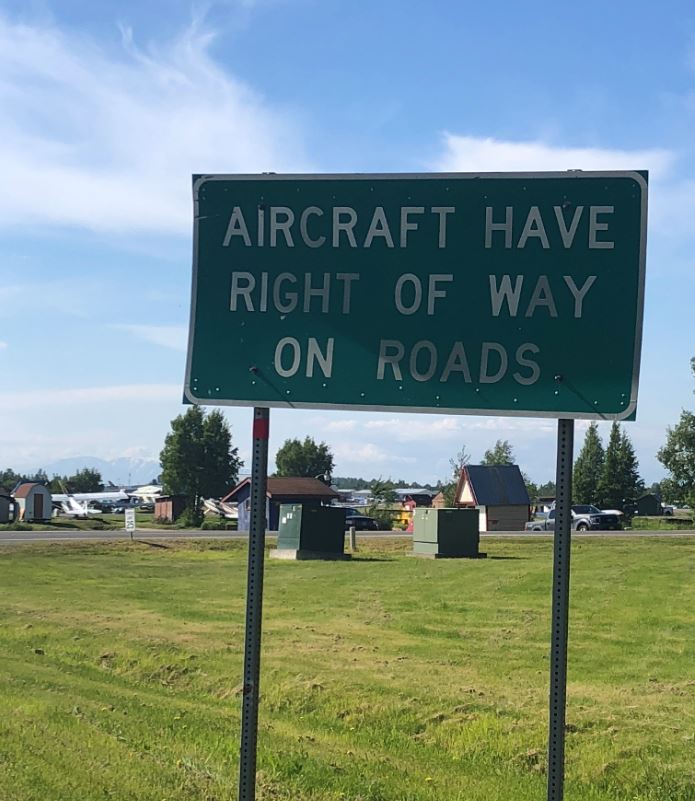 AIRCRAFT HAVE
RIGHT OF WAY
ON ROADS